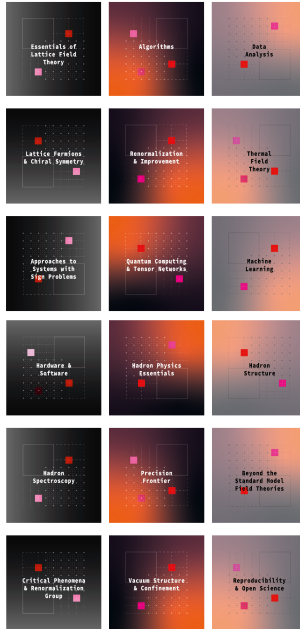 Essentials of
Lattice Field
Theory
Algorithms
Data
Analysis
Lattice Fermions
& Chiral Symmetry
Renormalization
& Improvement
Thermal
Field
Theory
Approaches to
Systems with
Sign Problems
Quantum Computing
& Tensor Networks
Machine
Learning
Hardware &
Software
Hadron Physics
Essentials
Hadron
Structure
Hadron
Spectroscopy
Precision
Frontier
Beyond the
Standard Model
Field Theories
Critical Phenomena
& Renormalization
Group
Vacuum Structure
& Confinement
Reproducibility
& Open Science